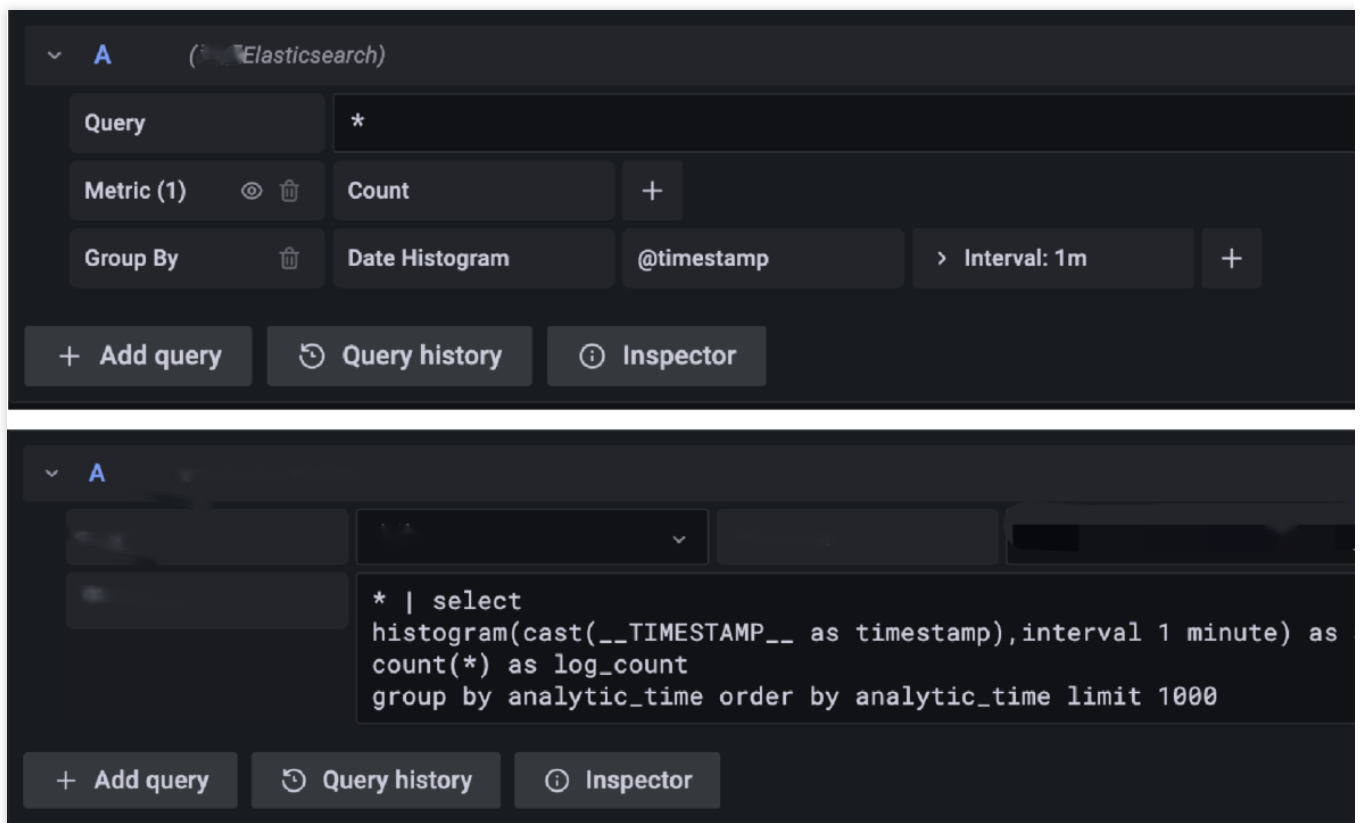 A (Elasticsearch)
Query *
Metric (1) Count +
Group By Date Histogram @timestamp > Interval: 1m +
+ Add query Query history Inspector
A
* | select
histogram(cast(__TIMESTAMP__ as timestamp),interval 1 minute) as
count(*) as log_count
group by analytic_time order by analytic_time limit 1000
+ Add query Query history Inspector